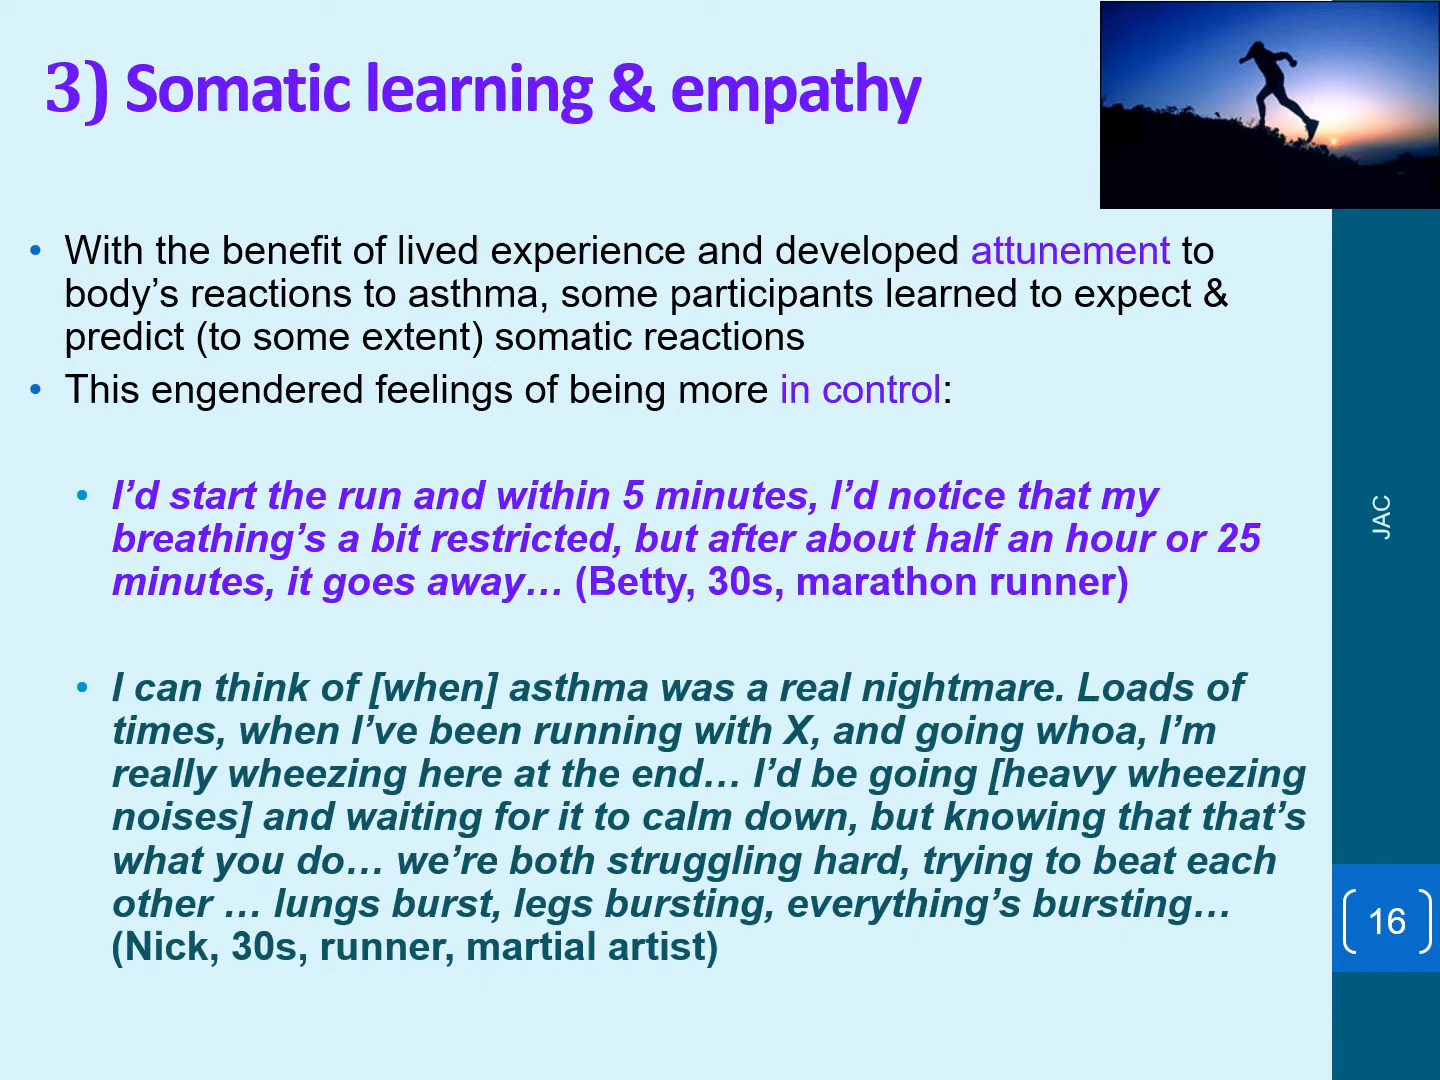 3) Somatic learning & empathy
• With the benefit of lived experience and developed attunement to
body’s reactions to asthma, some participants learned to expect &
predict (to some extent) somatic reactions
• This engendered feelings of being more in control:
• I’d start the run and within 5 minutes, I’d notice that my
breathing’s a bit restricted, but after about half an hour or 25
minutes, it goes away… (Betty, 30s, marathon runner)
• I can think of [when] asthma was a real nightmare. Loads of
times, when I’ve been running with X, and going whoa, I’m
really wheezing here at the end… I’d be going [heavy wheezing
noises] and waiting for it to calm down, but knowing that that’s
what you do… we’re both struggling hard, trying to beat each
other … lungs burst, legs bursting, everything’s bursting…
(Nick, 30s, runner, martial artist)
JAC
16